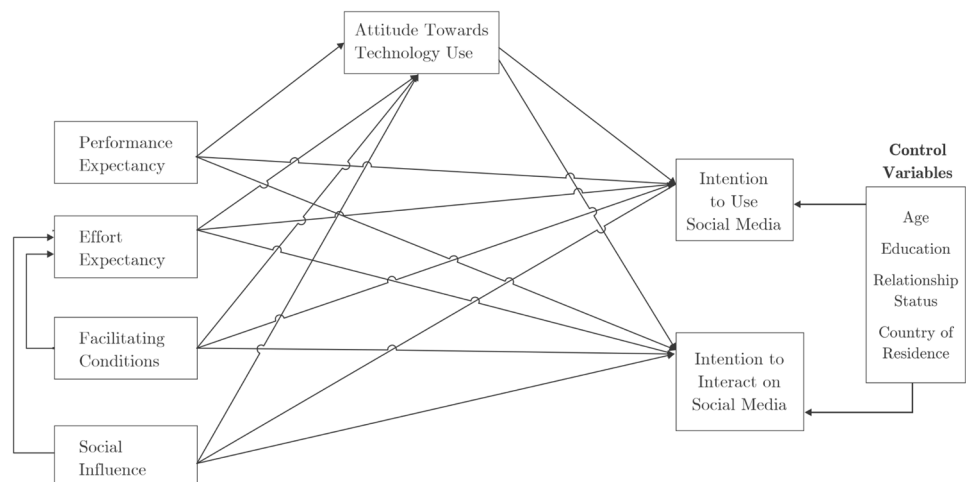 Attitude Towards
Technology Use
Performance
Expectancy
Effort
Expectancy
Facilitating
Conditions
Social
Influence
Intention
to Use
Social Media
Intention to
Interact on
Social Media
Control
Variables
Age
Education
Relationship
Status
Country of
Residence